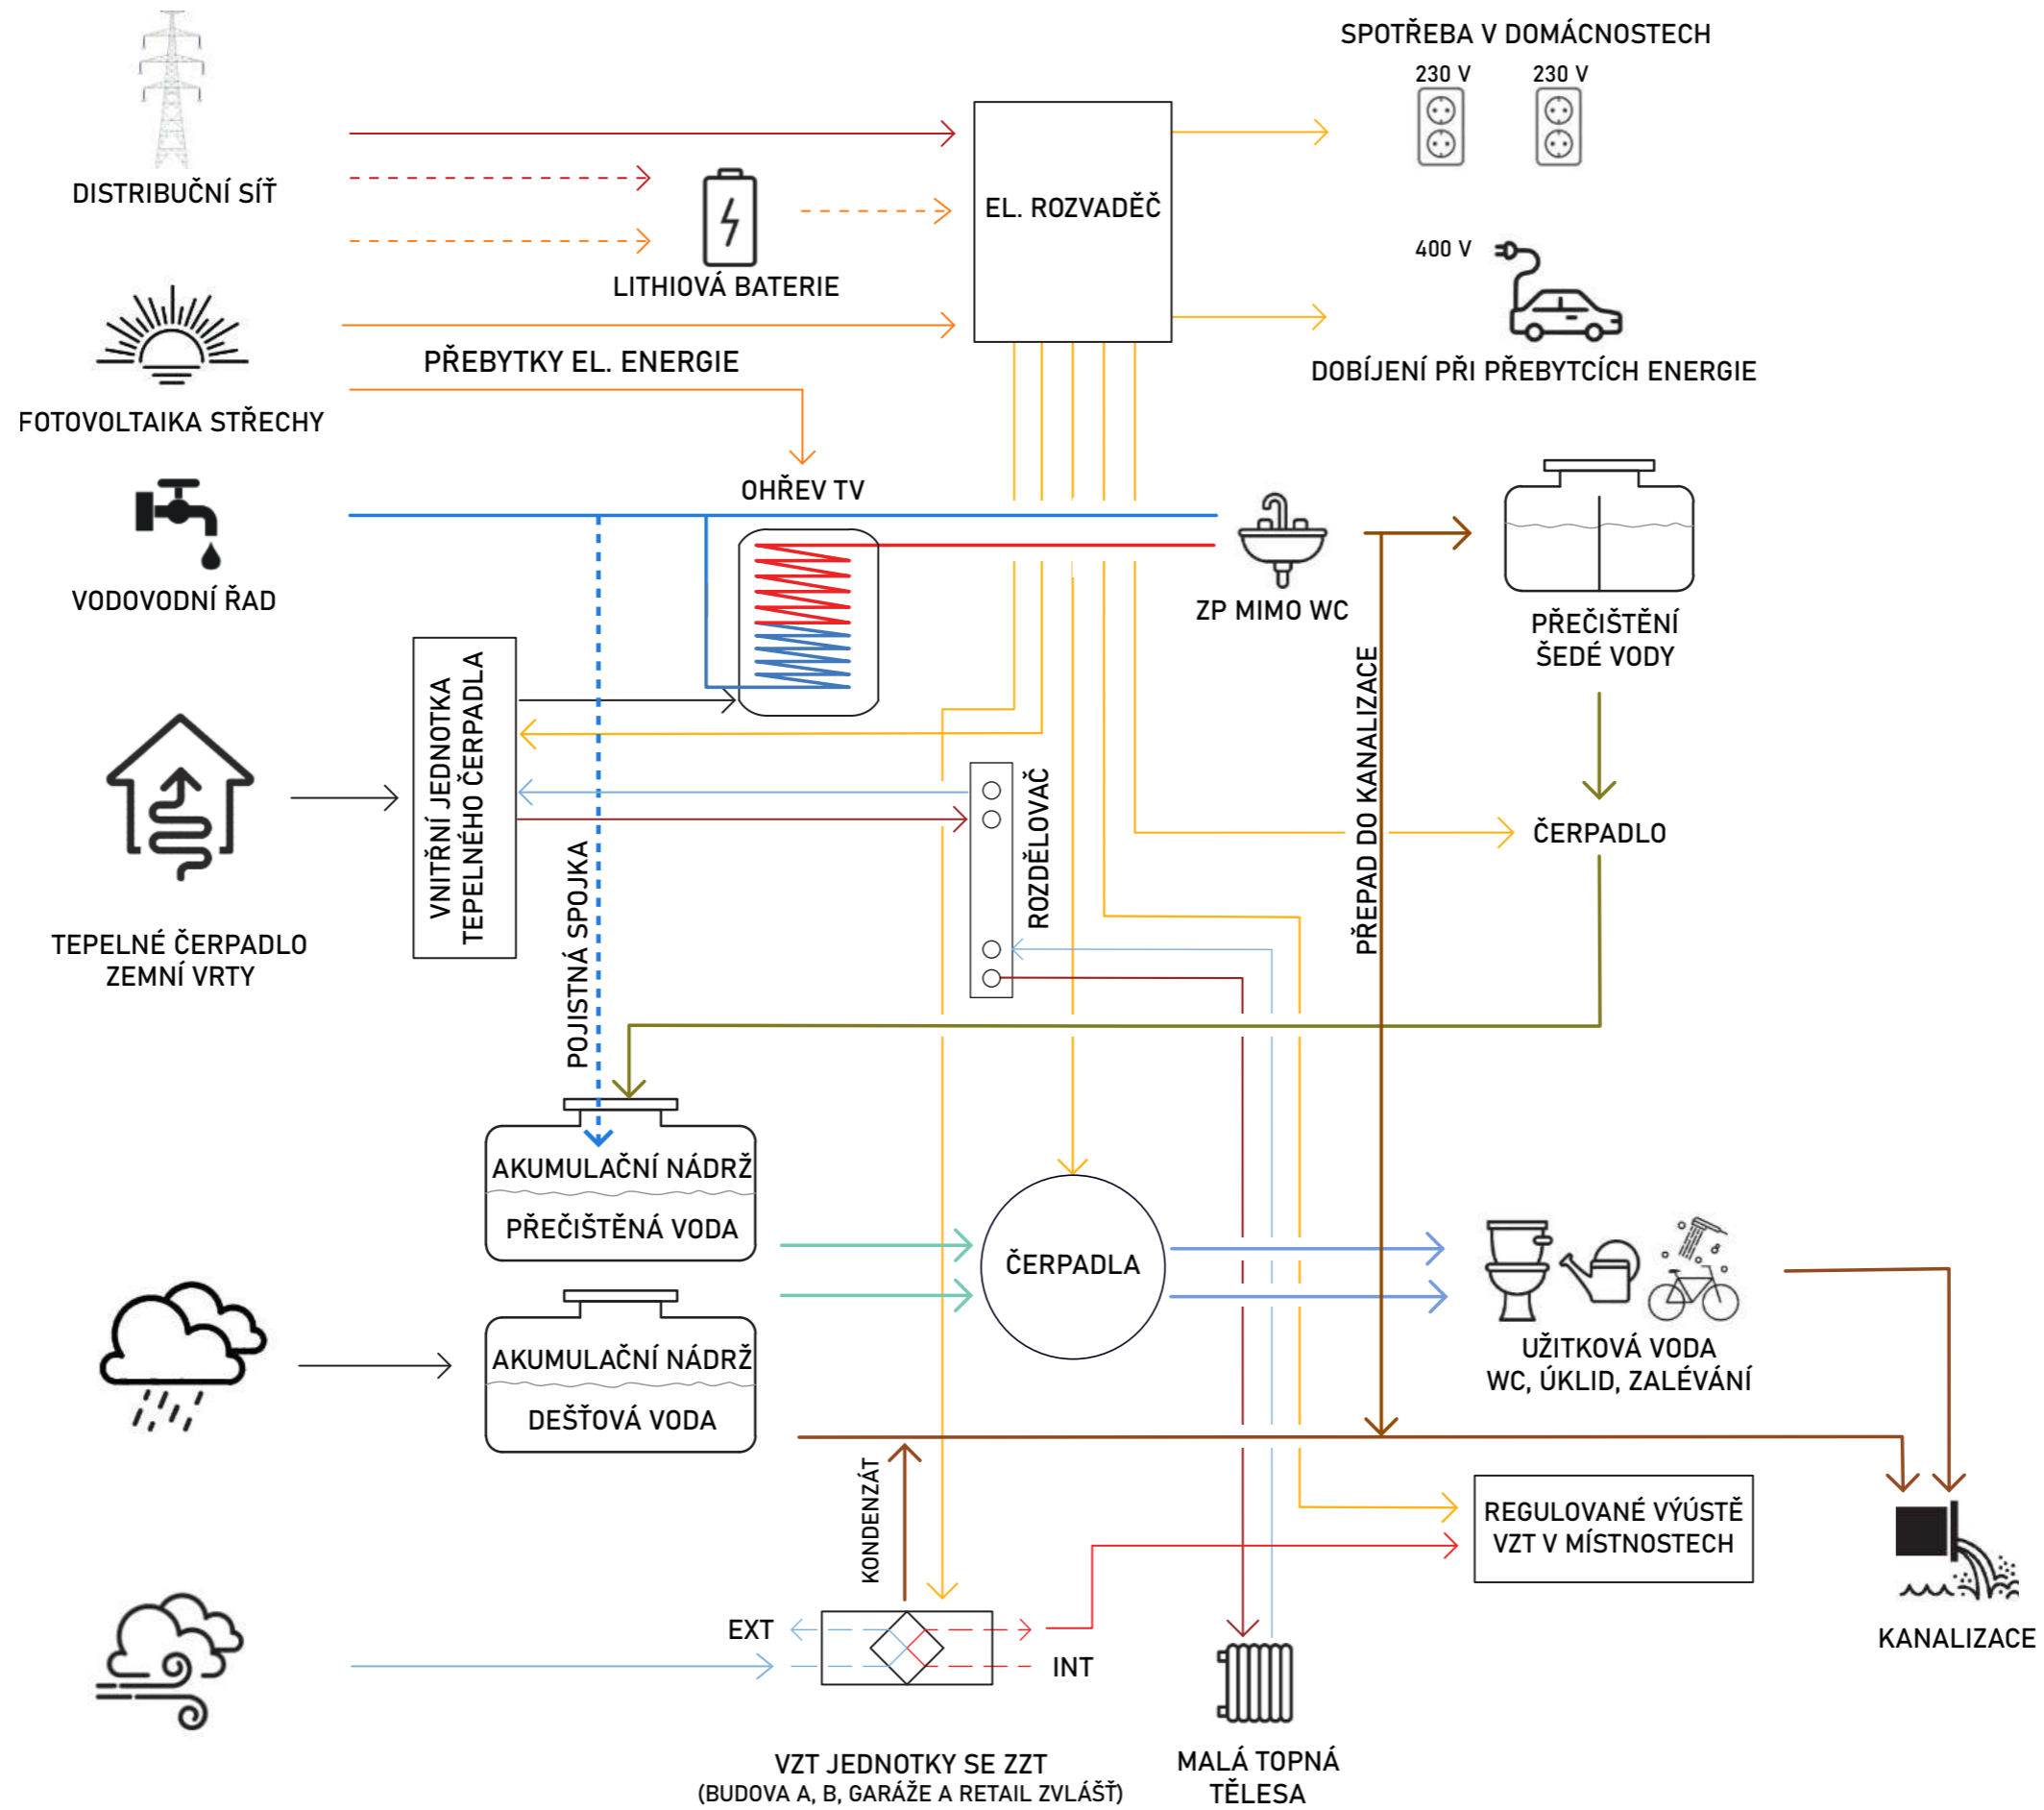 SPOTŘEBA V DOMÁCNOSTECH
230 V
230 V
DISTRIBUČNÍ SÍŤ
EL. ROZVADĚČ
400 V
LITHIOVÁ BATERIE
PŘEBYTKY EL. ENERGIE
DOBÍJENÍ PŘI PŘEBYTCÍCH ENERGIE
FOTOVOLTAIKA STŘECHY
OHŘEV TV
VODOVODNÍ ŘAD
ZP MIMO WC
PŘEČIŠTĚNÍ
ŠEDÉ VODY
VNITŘNÍ JEDNOTKA
TEPELNÉHO ČERPADLA
PŘEPAD DO KANALIZACE
ROZDĚLOVAČ
ČERPADLO
POJISTNÁ SPOJKA
TEPELNÉ ČERPADLO
ZEMNÍ VRTY
AKUMULAČNÍ NÁDRŽ
PŘEČIŠTĚNÁ VODA
ČERPADLA
UŽITKOVÁ VODA
WC, ÚKLID, ZALÉVÁNÍ
AKUMULAČNÍ NÁDRŽ
DEŠŤOVÁ VODA
KONDENZÁT
REGULOVANÉ VÝÚSTĚ
VZT V MÍSTNOSTECH
EXT
INT
KANALIZACE
VZT JEDNOTKY SE ZZT
(BUDOVA A, B, GARÁŽE A RETAIL ZVLÁŠŤ)
MALÁ TOPNÁ
TĚLESA